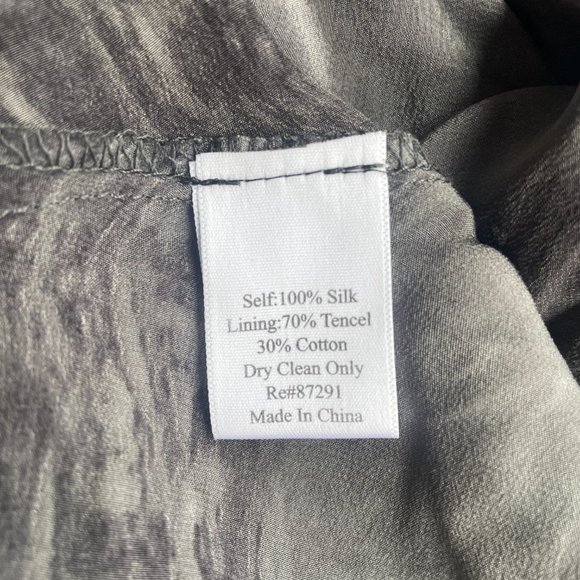 Self:100% Silk
Lining:70% Tencel
30% Cotton
Dry Clean Only
Re#87291
Made In China